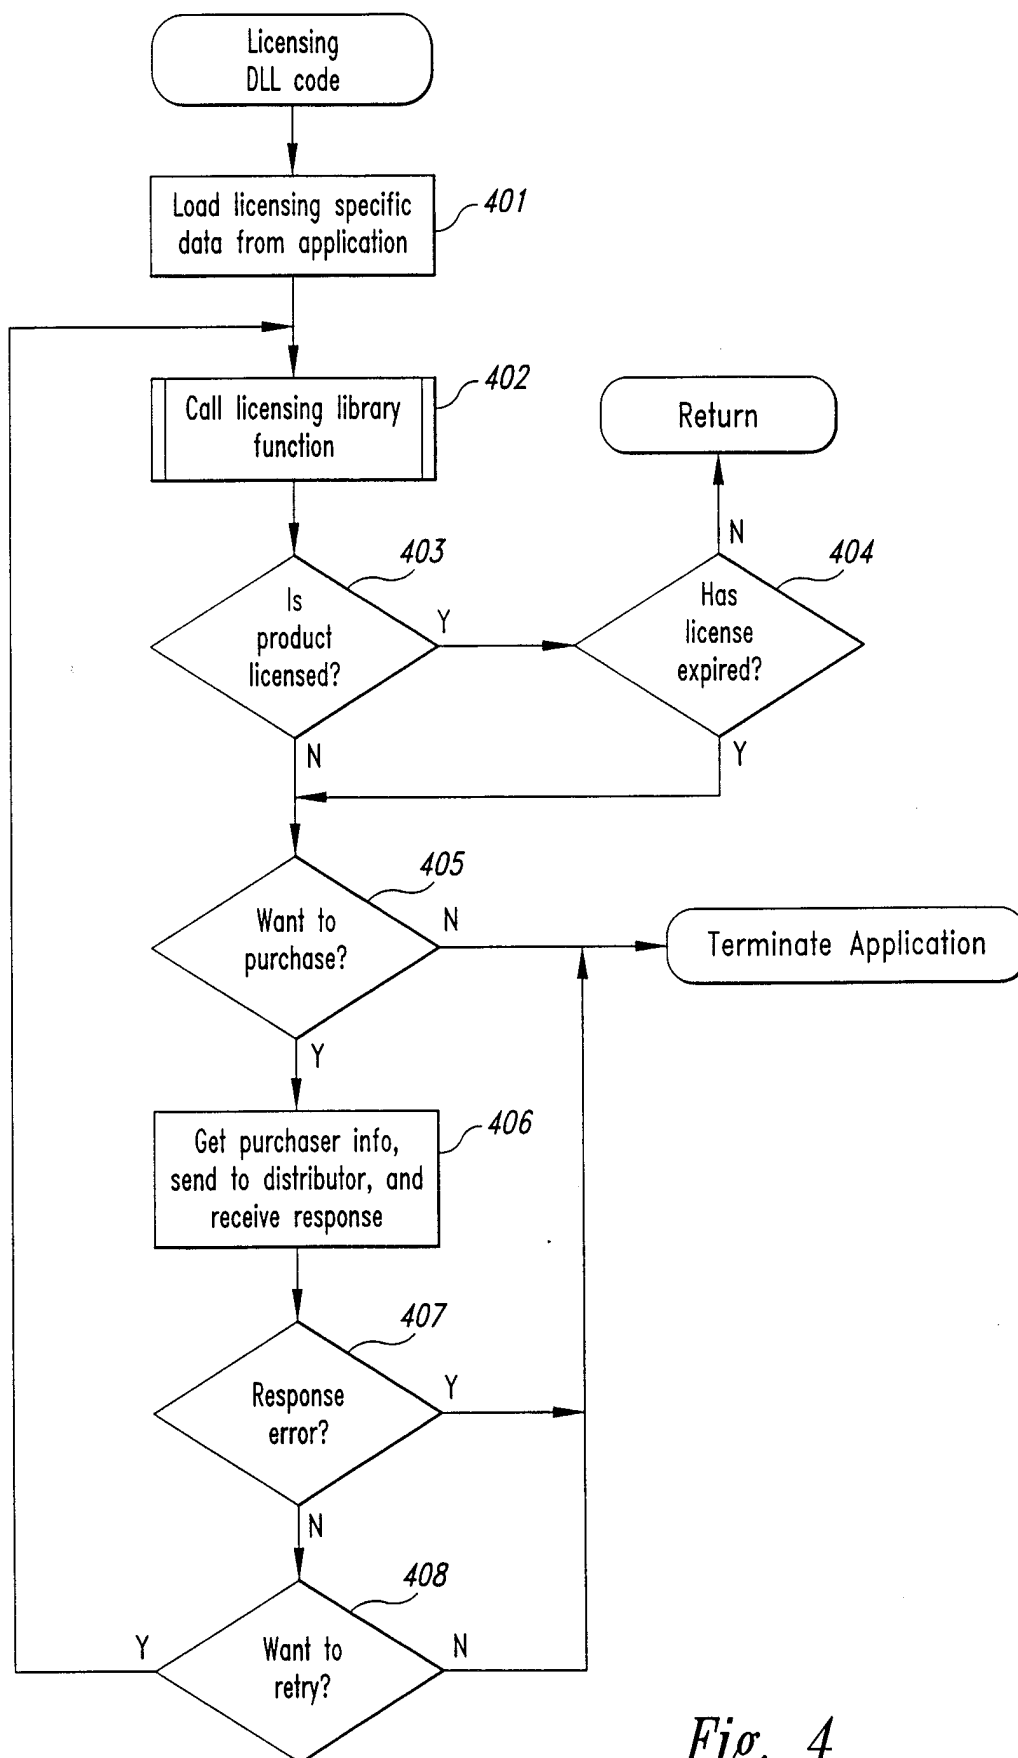 Licensing
DLL code
Load licensing specific
data from application
401
Call licensing library
function
402
Return
Is
product
licensed?
403
Y
N
Has
license
expired?
404
N
Y
Want to
purchase?
405
N
Y
Terminate Application
Get purchaser info,
send to distributor, and
receive response
406
Response
error?
407
Y
N
Want to
retry?
408
Y
N
Fig. 4